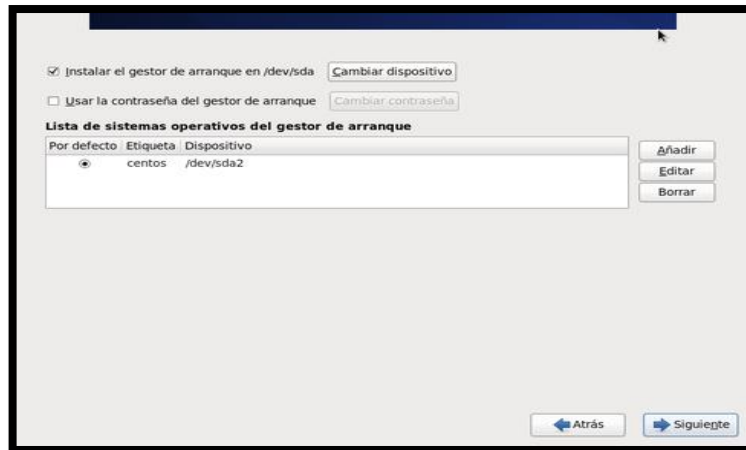 Instalar el gestor de arranque en /dev/sda Cambiar dispositivo
Usar la contraseña del gestor de arranque Cambiar contraseña
Lista de sistemas operativos del gestor de arranque
Por defecto Etiqueta Dispositivo
Añadir
centos /dev/sda2
Editar
Borrar
Atrás Siguiente